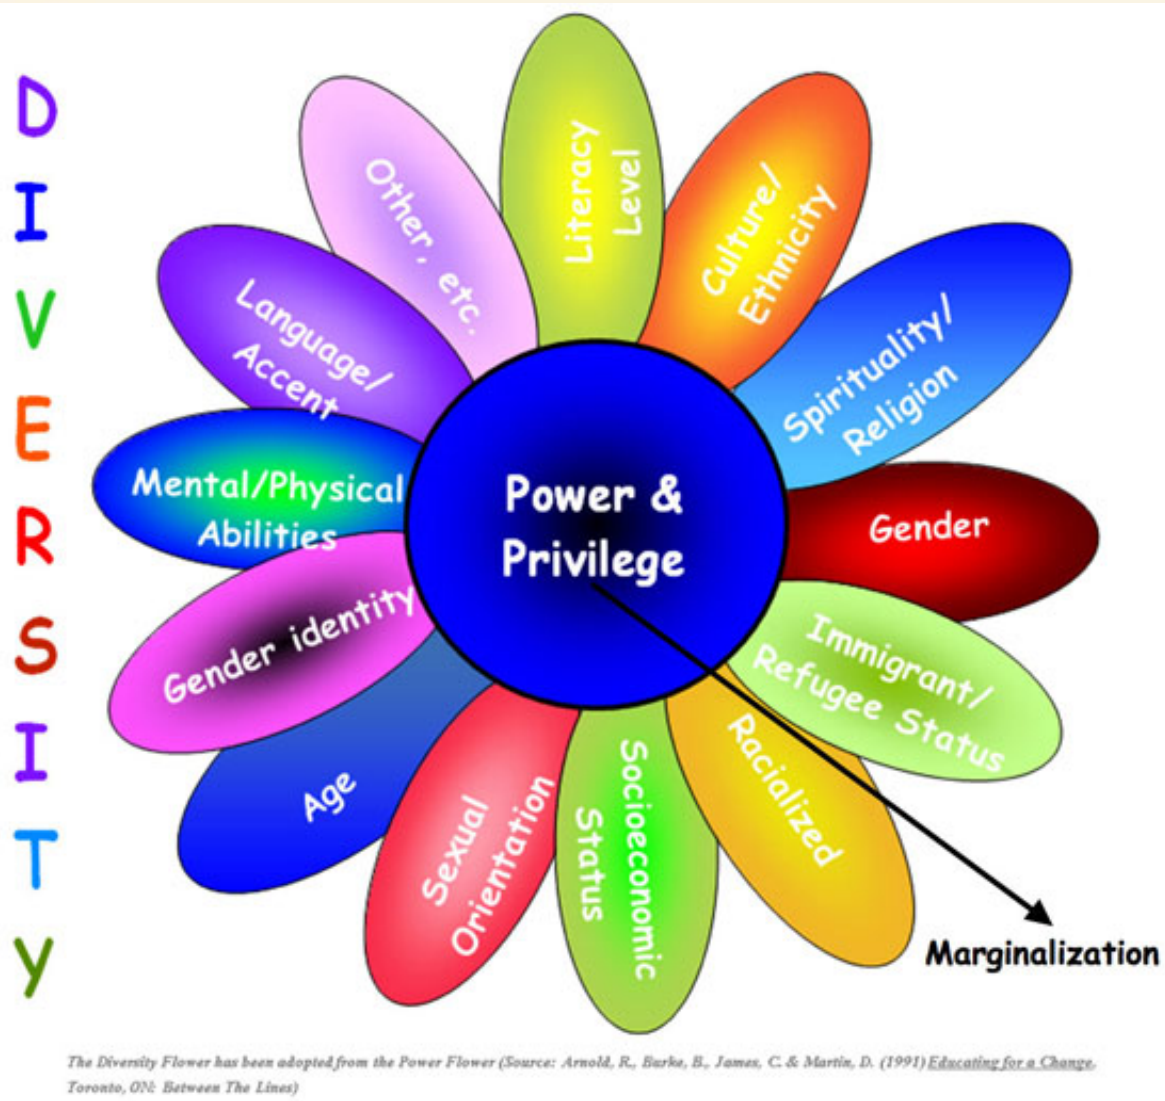 DIVERSITY
Literacy
Level
Culture/
Ethnicity
Spirituality/
Religion
Gender
Immigrant/
Refugee Status
Racialized
Socioeconomic
Status
Sexual
Orientation
Age
Gender identity
Mental/Physical
Abilities
Language/
Accent
Other, etc.
Power &
Privilege
Marginalization
The Diversity Flower has been adopted from the Power Flower (Source: Arnold, R., Burke, B., James, C. & Martin, D. (1991) Educating for a Change,
Toronto, ON: Between The Lines)